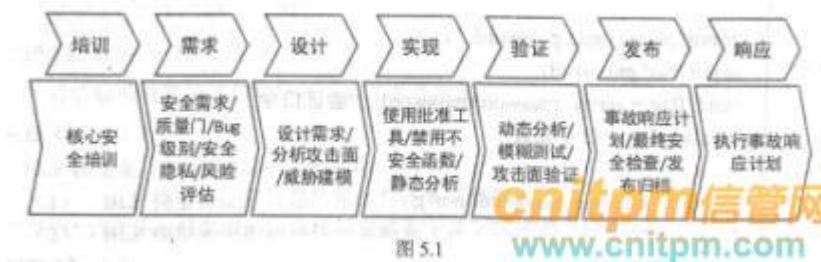 培训
需求
设计
实现
验证
发布
响应
核心安
全培训
安全需求/
质量门/Bug
级别/安全
隐私/风险
评估
设计需求/
分析攻击面
/威胁建模
使用批准工
具/禁用不
安全函数/
静态分析
动态分析/
模糊测试/
攻击面验证
事故响应计
划/最终安
全检查/发
布归档
执行事故响
应计划
cnitpm信管网
www.cnitpm.com
图 5.1